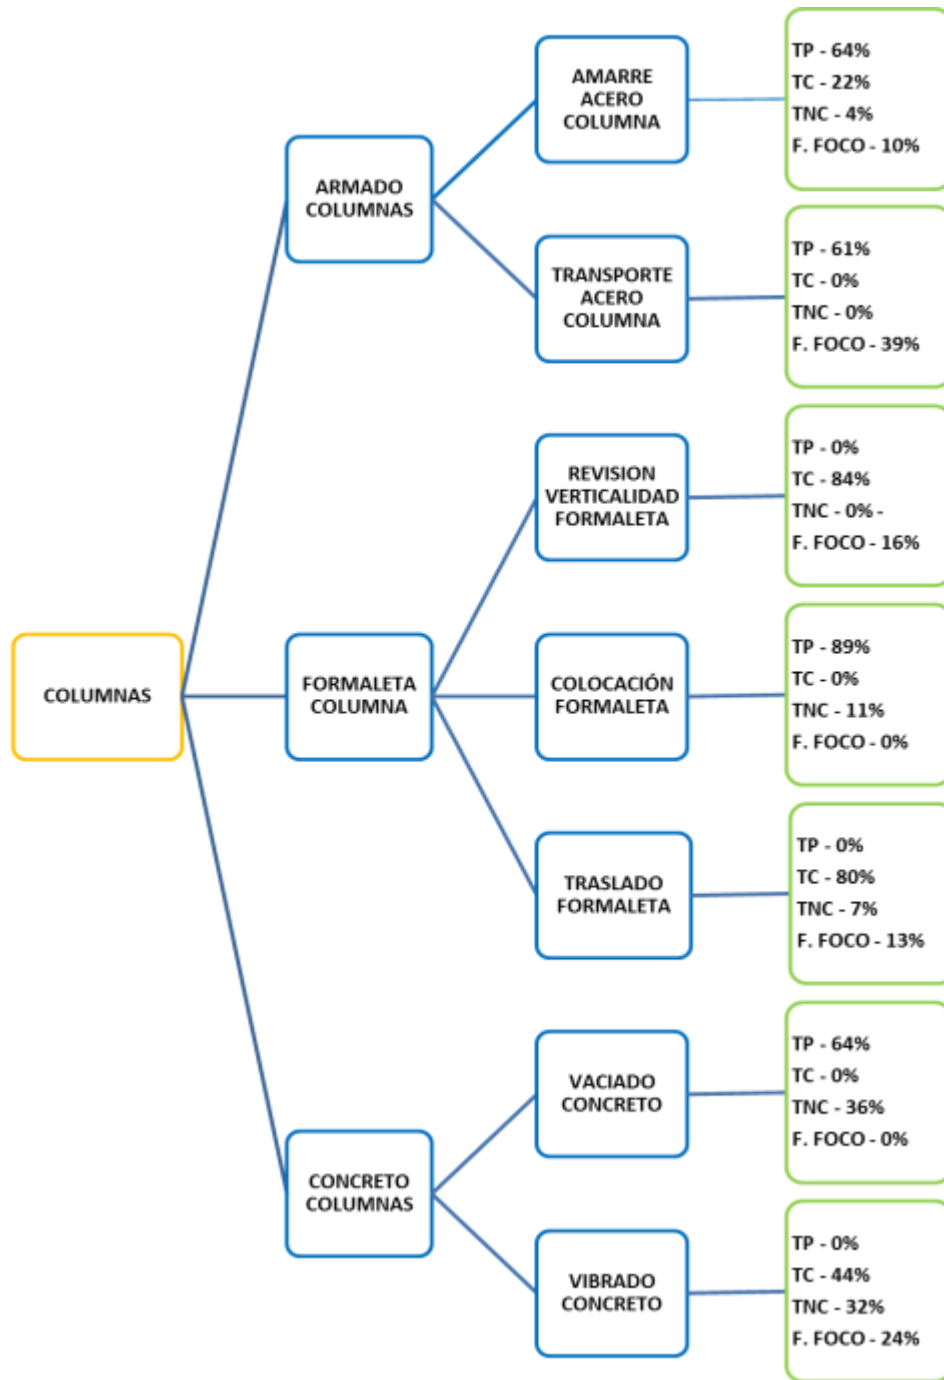 AMARRE
ACERO
COLUMNA
TP - 64%
TC - 22%
TNC - 4%
F. FOCO - 10%
ARMADO
COLUMNAS
TRANSPORTE
ACERO
COLUMNA
TP - 61%
TC - 0%
TNC - 0%
F. FOCO - 39%
REVISION
VERTICALIDAD
FORMALETA
TP - 0%
TC - 84%
TNC - 0% -
F. FOCO - 16%
COLUMNAS
FORMALETA
COLUMNA
COLOCACIÓN
FORMALETA
TP - 89%
TC - 0%
TNC - 11%
F. FOCO - 0%
TRASLADO
FORMALETA
TP - 0%
TC - 80%
TNC - 7%
F. FOCO - 13%
VACIADO
CONCRETO
TP - 64%
TC - 0%
TNC - 36%
F. FOCO - 0%
CONCRETO
COLUMNAS
VIBRADO
CONCRETO
TP - 0%
TC - 44%
TNC - 32%
F. FOCO - 24%